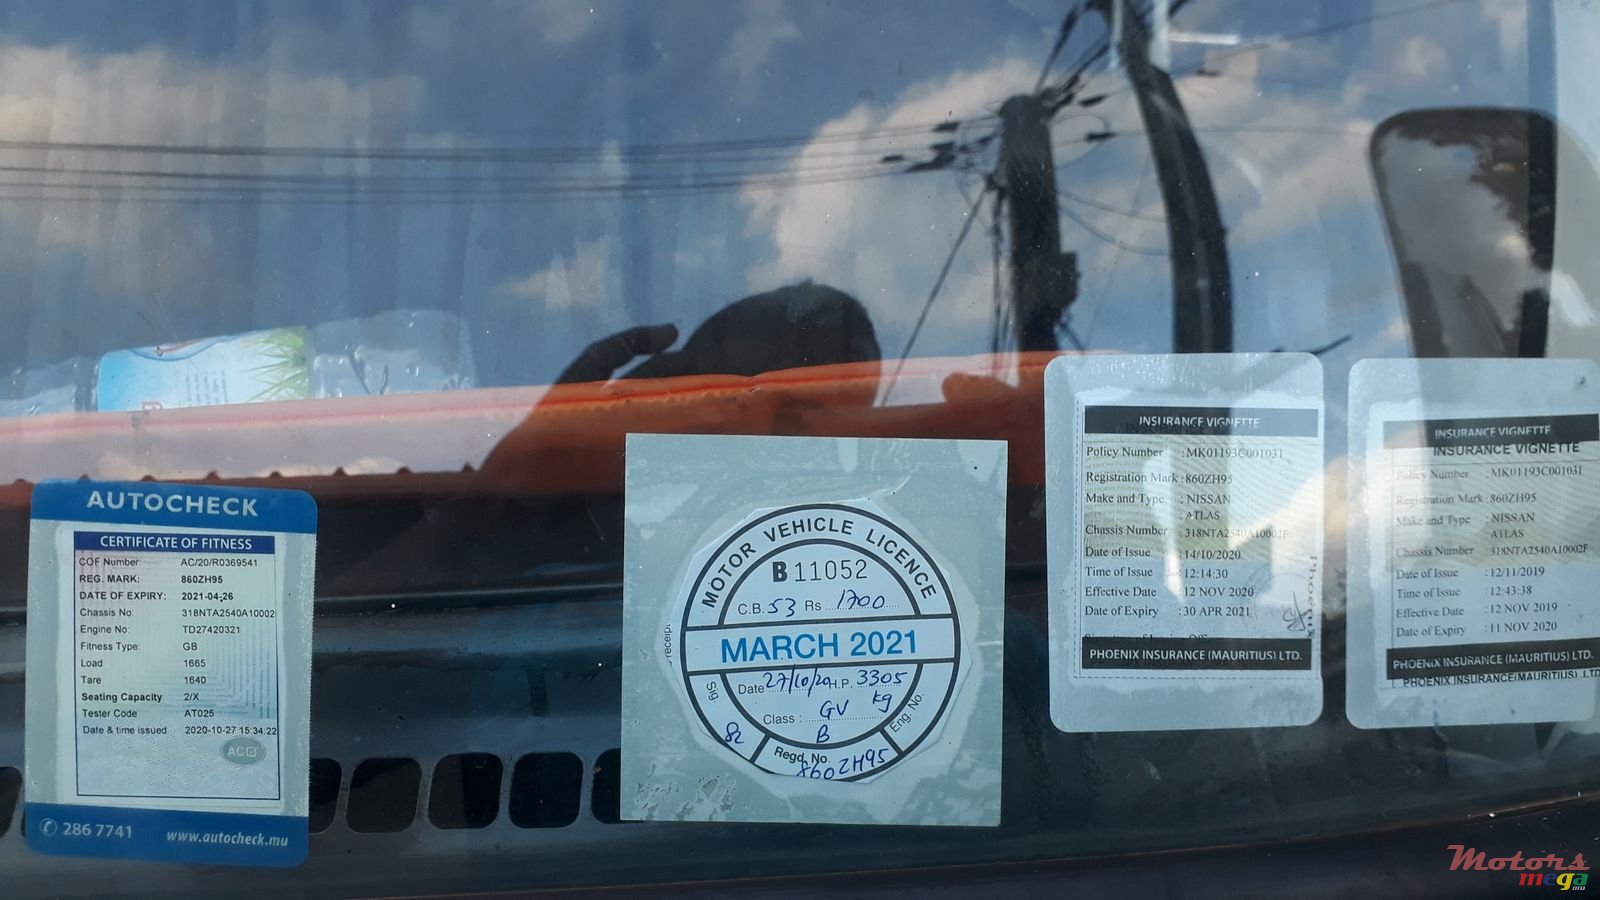 AUTOCHECK
CERTIFICATE OF FITNESS
COF Number: AC/20/R0369541
REG. MARK: 860ZH95
DATE OF EXPIRY: 2021-04-26
Chassis No: 318NTA2540A10002
Engine No: TD27420321
Fitness Type: GB
Load 1665
Tare 1640
Seating Capacity 2/X
Tester Code AT025
Date & time issued 2020-10-27 15:34:22
286 7741 www.autocheck.mu
MOTOR VEHICLE LICENCE
B 11052
C.B. 53 Rs 1700
MARCH 2021
Date 27/10/20 H.P. 3305
kg
Class: GV
B
Sig. 82
Eng. No.
Regd. No.
860ZH95
receipt
INSURANCE VIGNETTE
Policy Number : MK01193C001031
Registration Mark : 860ZH95
Make and Type : NISSAN
: ATLAS
Chassis Number : 318NTA2540A10002F
Date of Issue : 14/10/2020
Time of Issue : 12:14:30
Effective Date : 12 NOV 2020
Date of Expiry : 30 APR 2021
PHOENIX INSURANCE (MAURITIUS) LTD.
INSURANCE VIGNETTE
INSURANCE VIGNETTE
Policy Number : MK01193C001031
Registration Mark : 860ZH95
Make and Type : NISSAN
ATLAS
Chassis Number : 318NTA2540A10002F
Date of Issue : 12/11/2019
Time of Issue : 12:43:38
Effective Date : 12 NOV 2019
Date of Expiry : 11 NOV 2020
PHOENIX INSURANCE (MAURITIUS) LTD.
PHOENIX INSURANCE(MAURITIUS) LTD
Motors
mega
.mu